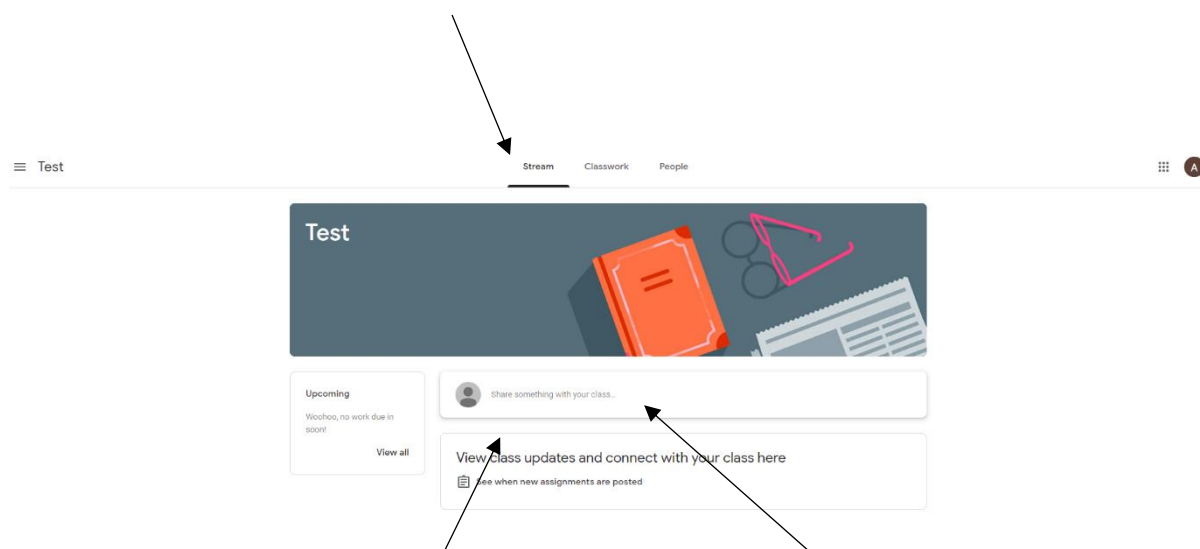 Test
Stream Classwork People
A
Test
Upcoming
Woohoo, no work due in
soon!
View all
Share something with your class...
View class updates and connect with your class here
See when new assignments are posted